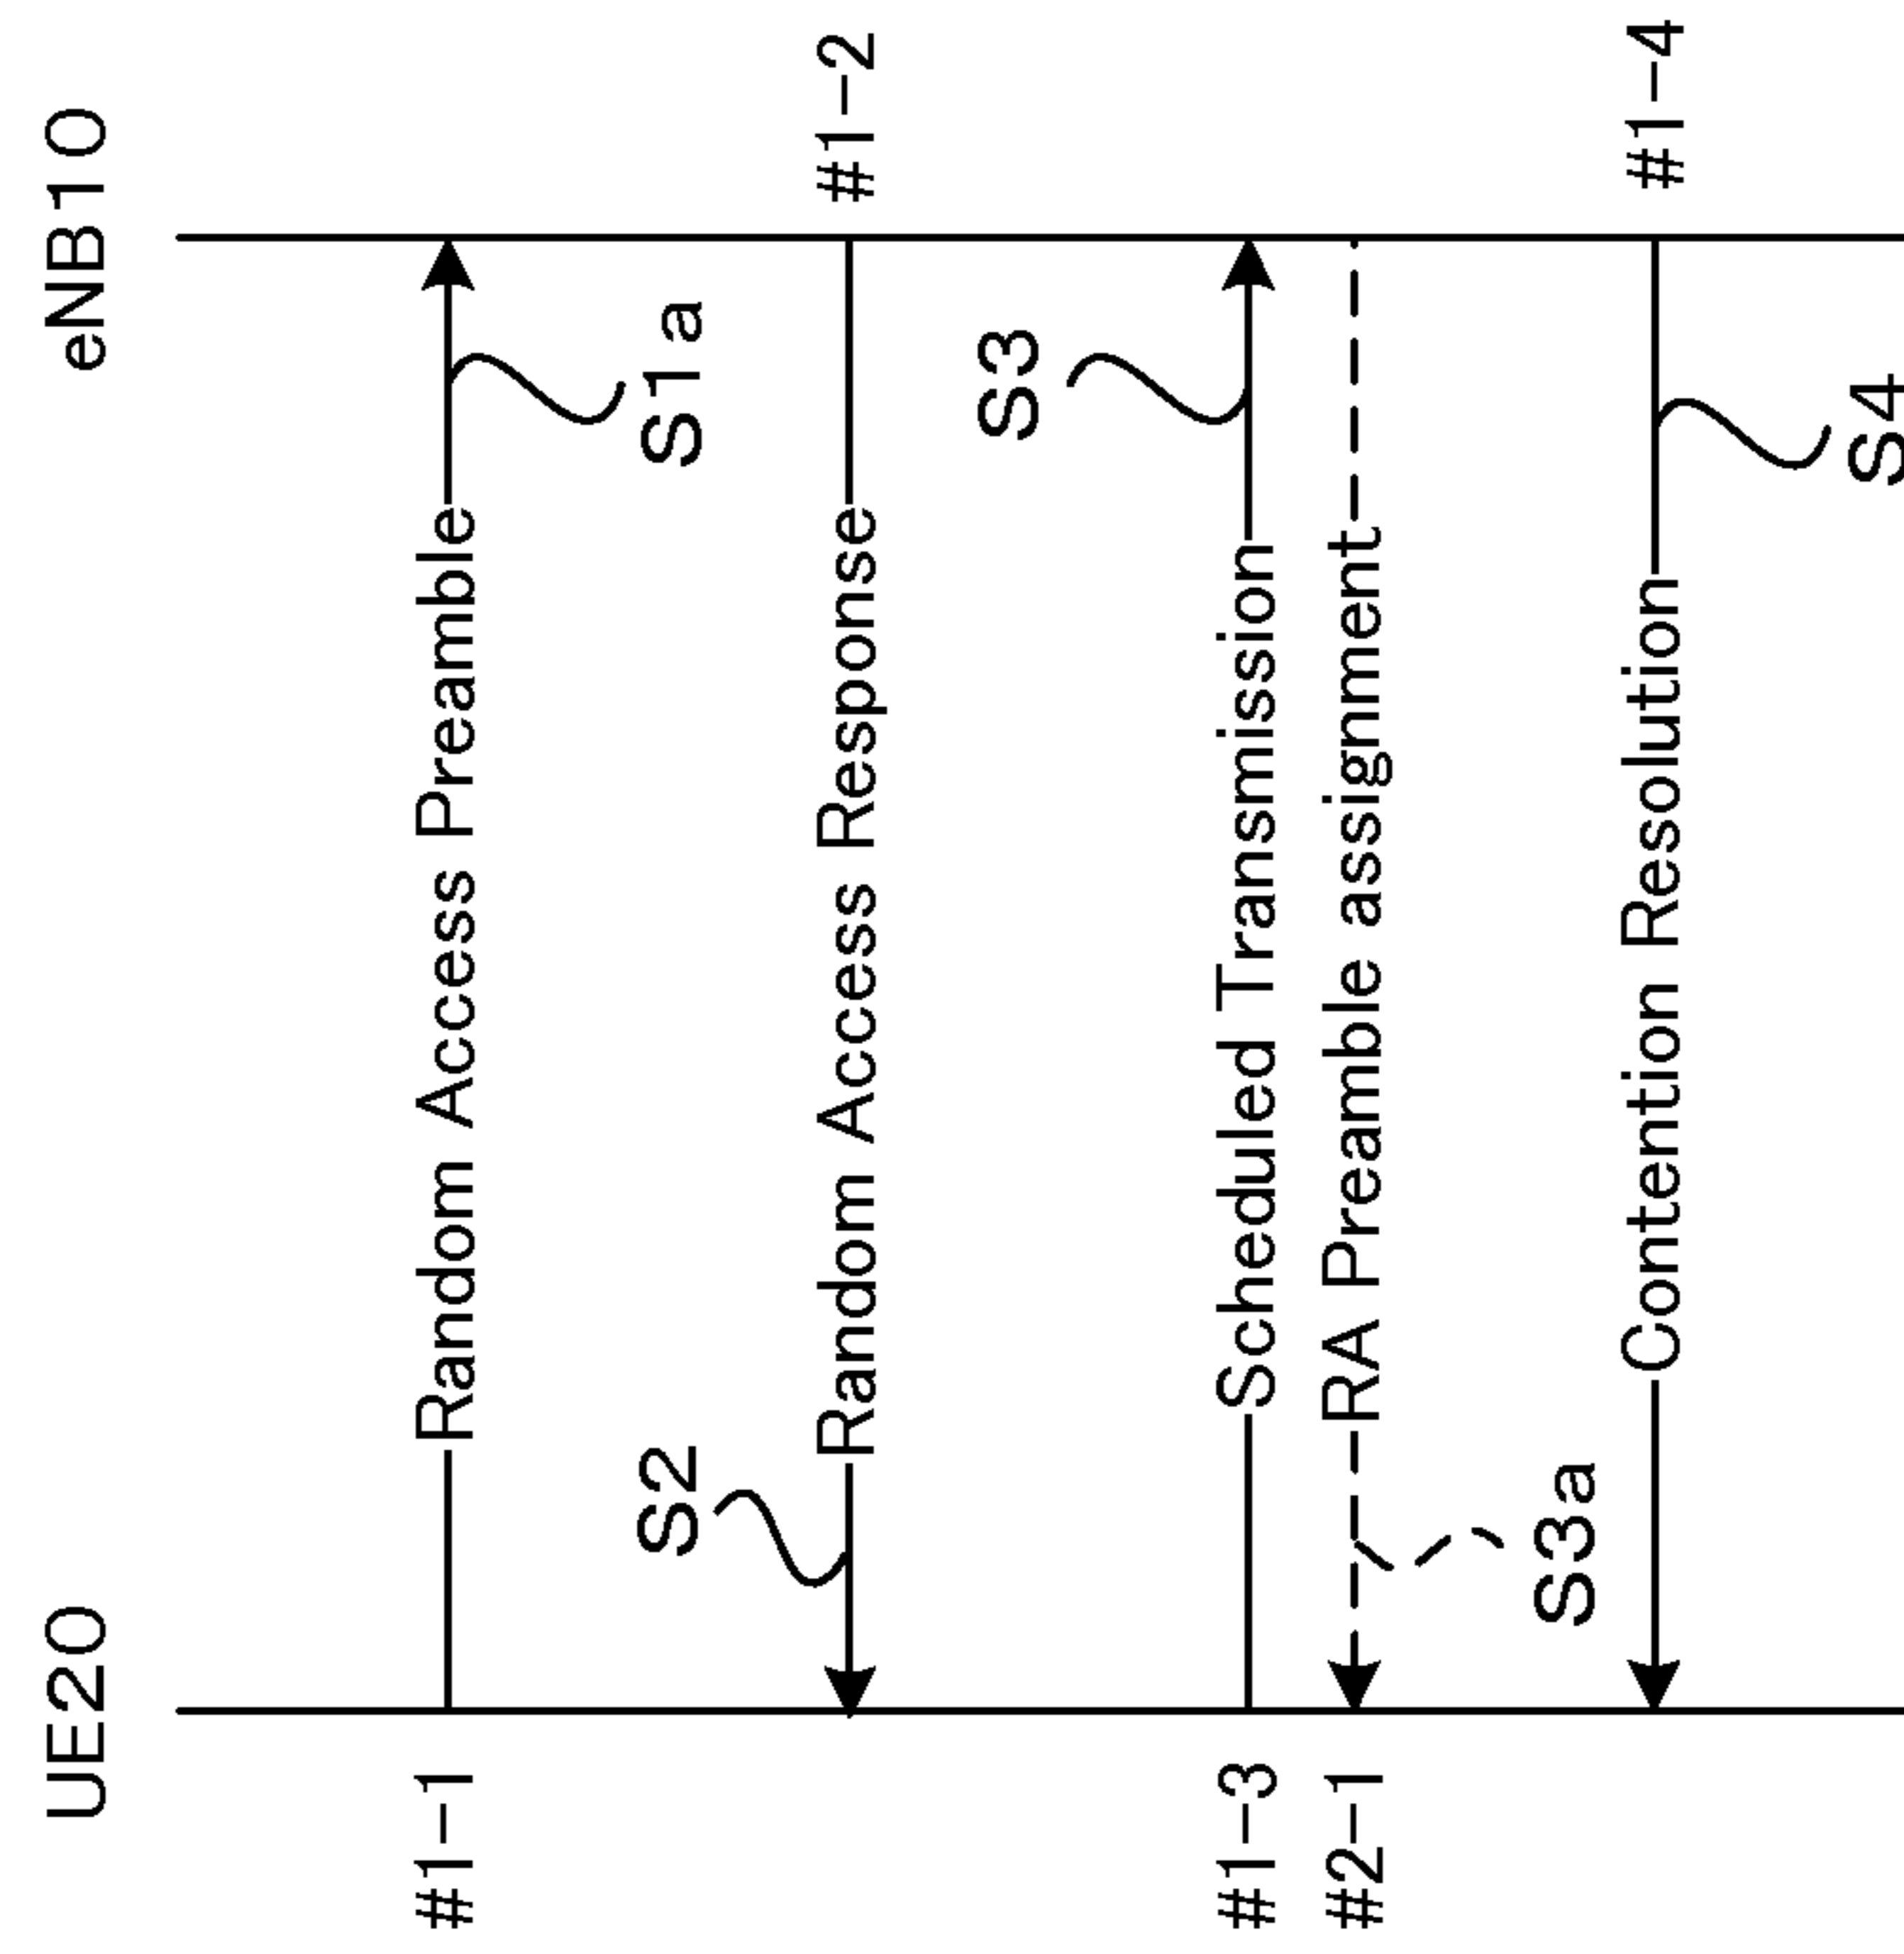 UE20
eNB10
#1-1
Random Access Preamble
S1a
S2
Random Access Response
#1-2
S3
#1-3
Scheduled Transmission
#2-1
RA Preamble assignment
S3a
Contention Resolution
#1-4
S4